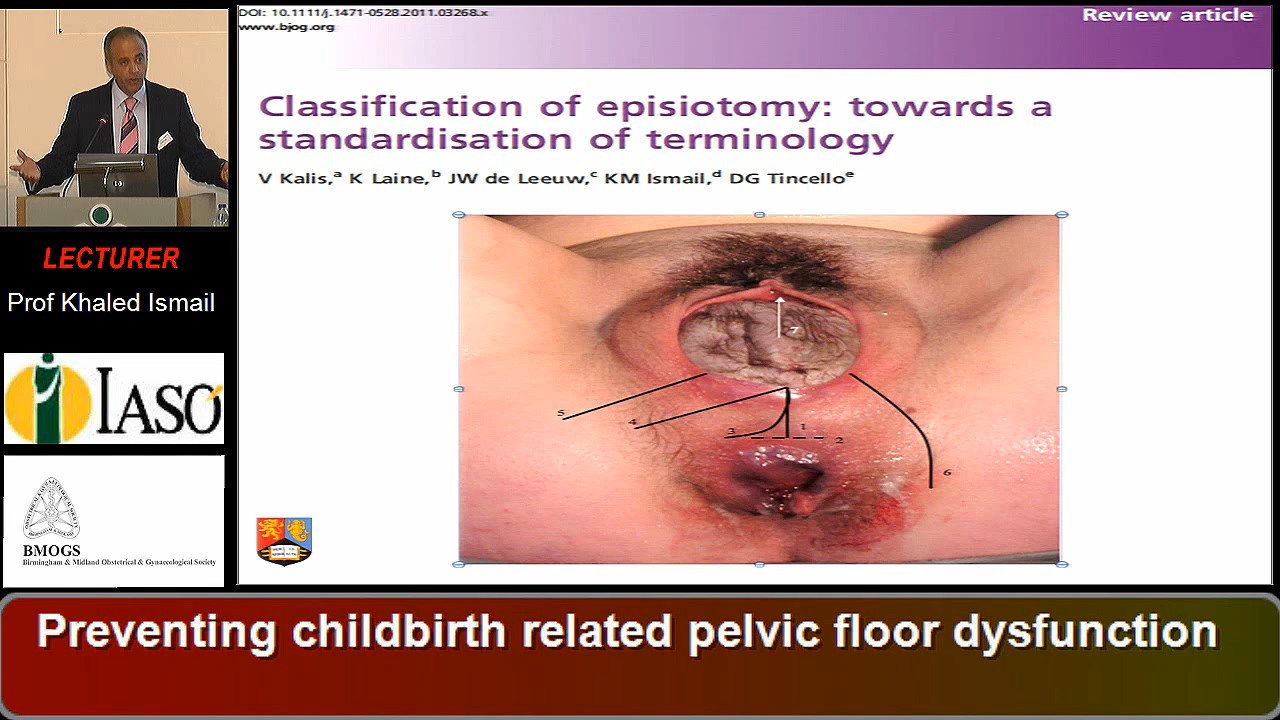 DOI: 10.1111/j.1471-0528.2011.03268.x
www.bjog.org
Review article
Classification of episiotomy: towards a
standardisation of terminology
V Kalis,a K Laine,b JW de Leeuw,c KM Ismail,d DG Tincelloe
7
5
4
3
1
2
6
LECTURER
Prof Khaled Ismail
IASO
BMOGS
Birmingham & Midland Obstetrical & Gynaecological Society
Preventing childbirth related pelvic floor dysfunction